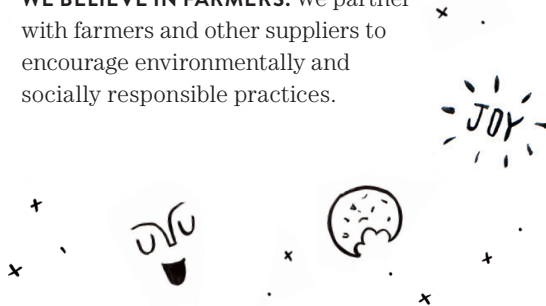 WE BELIEVE IN FARMERS. We partner
with farmers and other suppliers to
encourage environmentally and
socially responsible practices.
JOY